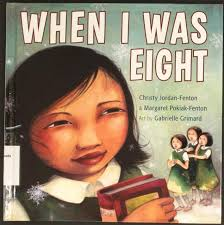 WHEN I WAS
EIGHT
Christy Jordan-Fenton
& Margaret Pokiak-Fenton
Art by Gabrielle Grimard